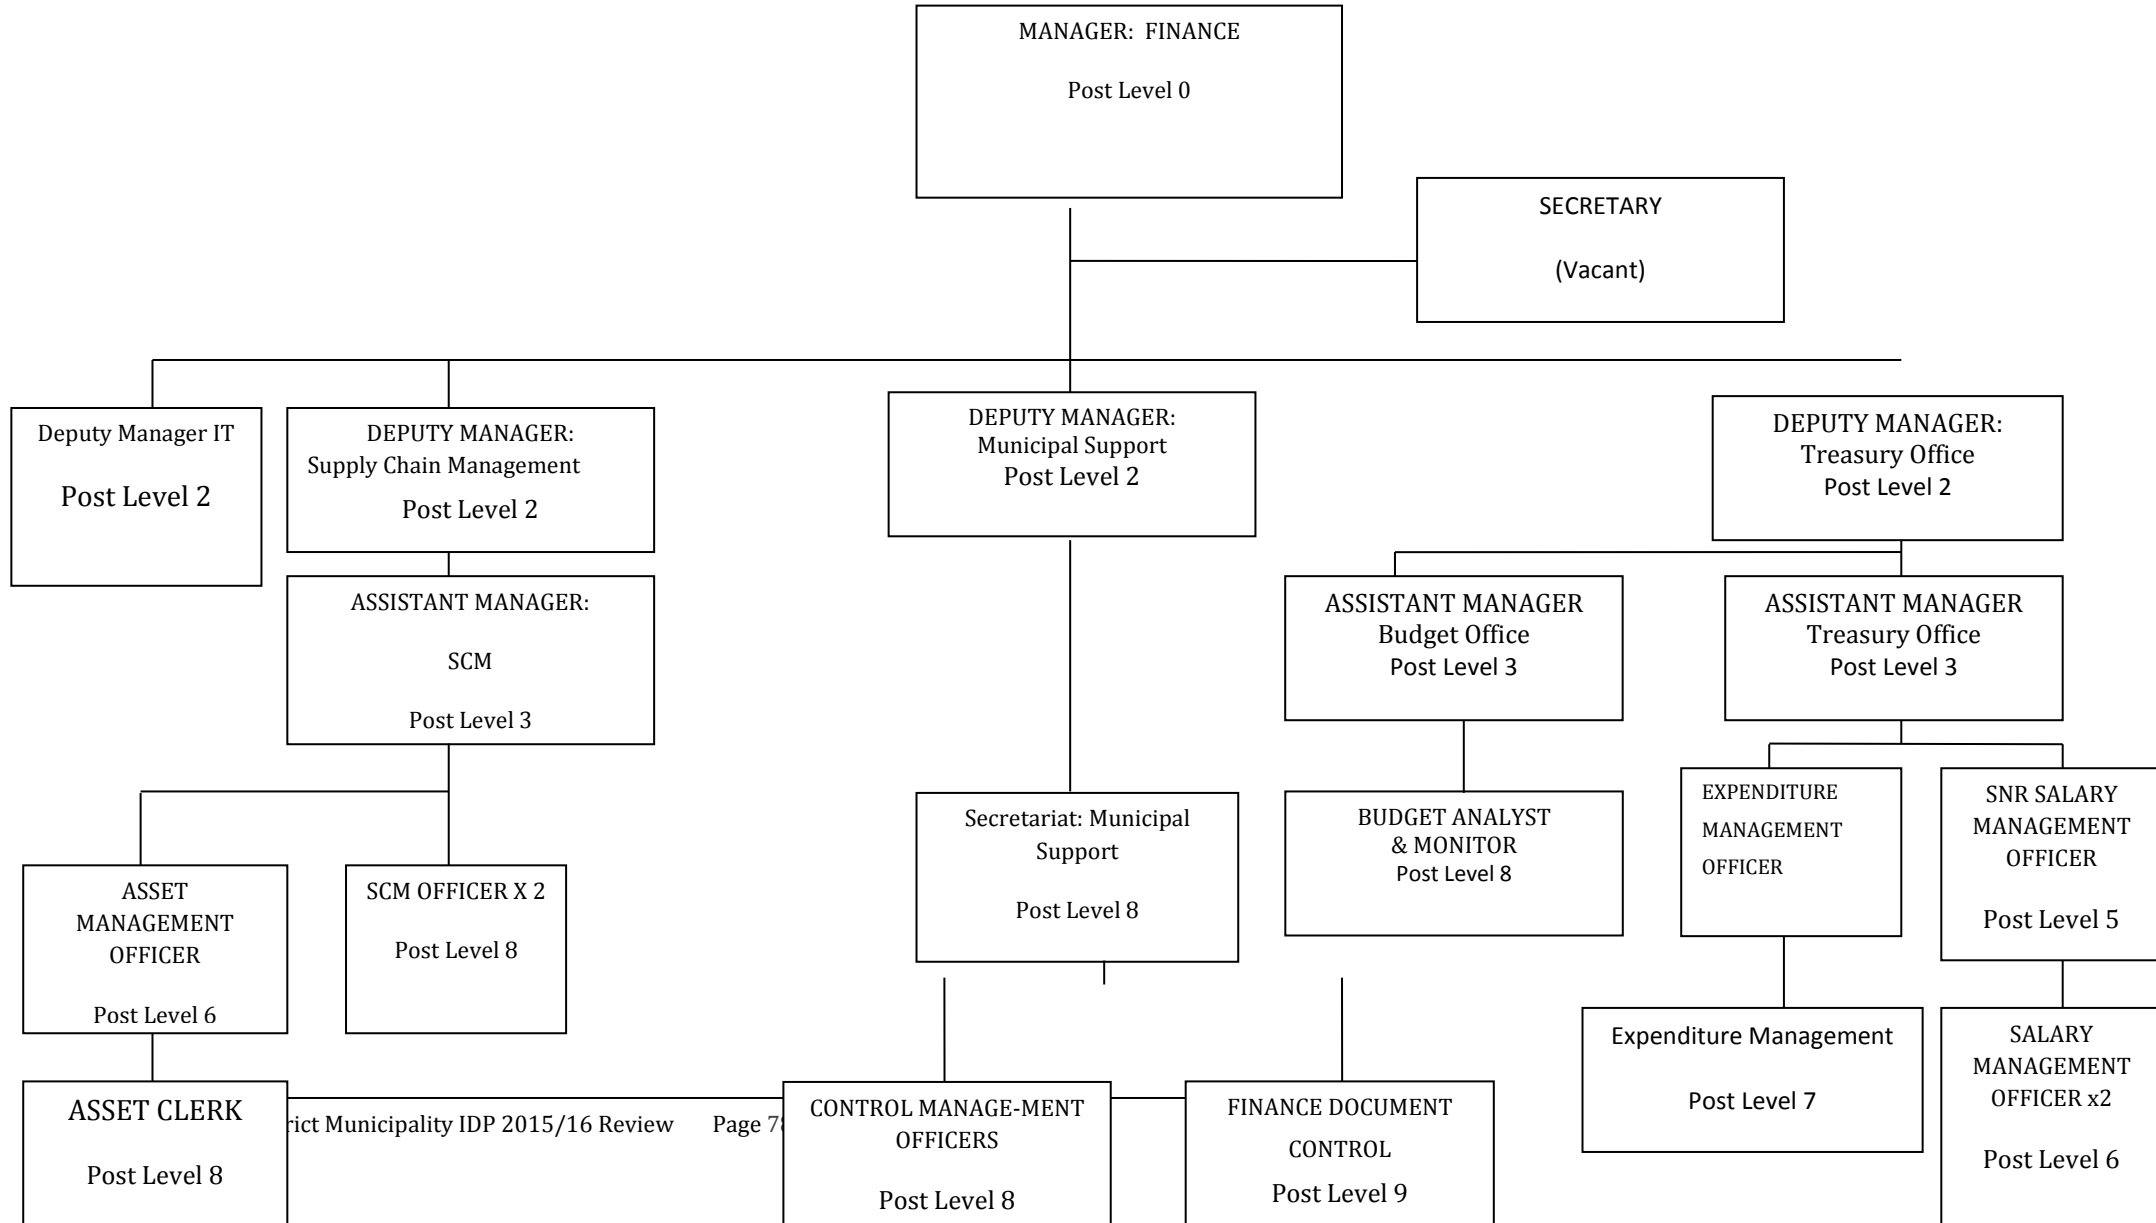 MANAGER: FINANCE
Post Level 0
SECRETARY
(Vacant)
Deputy Manager IT
Post Level 2
DEPUTY MANAGER:
Supply Chain Management
Post Level 2
DEPUTY MANAGER:
Municipal Support
Post Level 2
DEPUTY MANAGER:
Treasury Office
Post Level 2
ASSISTANT MANAGER:
SCM
Post Level 3
ASSISTANT MANAGER
Budget Office
Post Level 3
ASSISTANT MANAGER
Treasury Office
Post Level 3
Secretariat: Municipal
Support
Post Level 8
BUDGET ANALYST
& MONITOR
Post Level 8
EXPENDITURE
MANAGEMENT
OFFICER
SNR SALARY
MANAGEMENT
OFFICER
Post Level 5
ASSET
MANAGEMENT
OFFICER
Post Level 6
SCM OFFICER X 2
Post Level 8
Expenditure Management
Post Level 7
SALARY
MANAGEMENT
OFFICER x2
Post Level 6
ASSET CLERK
Post Level 8
rict Municipality IDP 2015/16 Review Page
CONTROL MANAGE-MENT
OFFICERS
Post Level 8
FINANCE DOCUMENT
CONTROL
Post Level 9